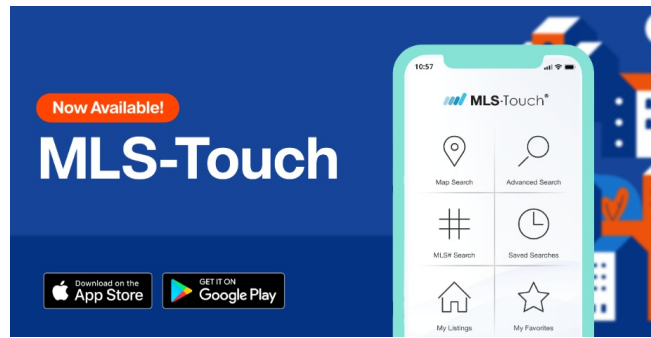 Now Available!
MLS-Touch
Download on the
App Store
GET IT ON
Google Play
10:57
MLS-Touch®
Map Search
Advanced Search
MLS# Search
Saved Searches
My Listings
My Favorites